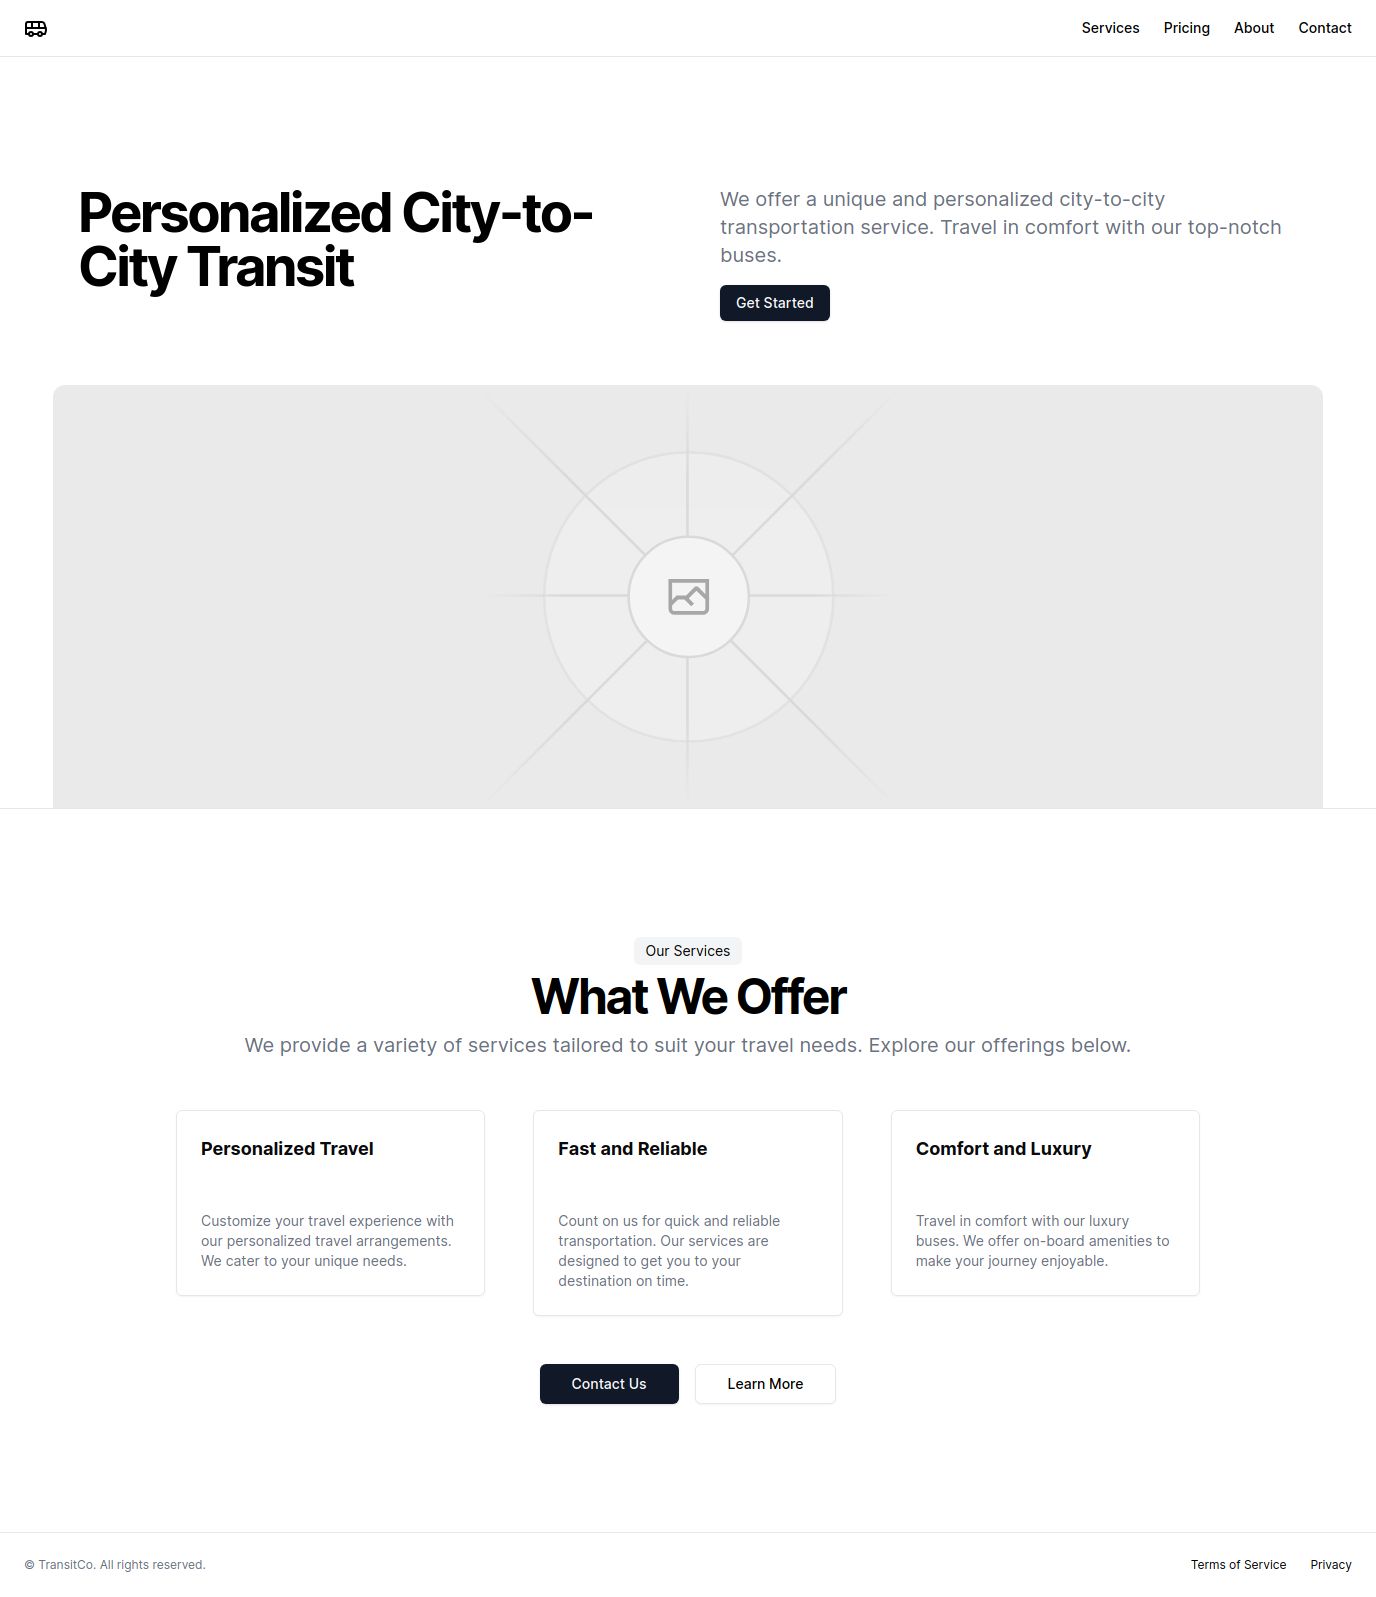 Services Pricing About Contact
Personalized City-to-
City Transit
We offer a unique and personalized city-to-city
transportation service. Travel in comfort with our top-notch
buses.
Get Started
Our Services
What We Offer
We provide a variety of services tailored to suit your travel needs. Explore our offerings below.
Personalized Travel
Customize your travel experience with
our personalized travel arrangements.
We cater to your unique needs.
Fast and Reliable
Count on us for quick and reliable
transportation. Our services are
designed to get you to your
destination on time.
Comfort and Luxury
Travel in comfort with our luxury
buses. We offer on-board amenities to
make your journey enjoyable.
Contact Us
Learn More
© TransitCo. All rights reserved.
Terms of Service Privacy